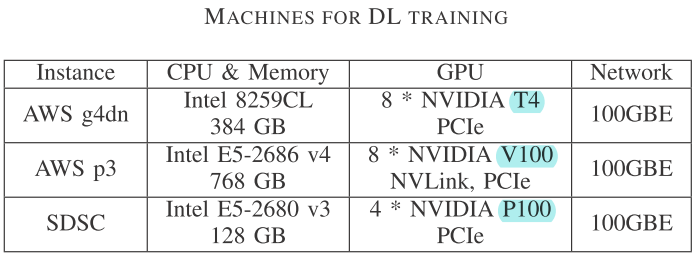 MACHINES FOR DL TRAINING
Instance CPU & Memory GPU Network
AWS g4dn Intel 8259CL 384 GB 8 * NVIDIA T4 PCIe 100GBE
AWS p3 Intel E5-2686 v4 768 GB 8 * NVIDIA V100 NVLink, PCIe 100GBE
SDSC Intel E5-2680 v3 128 GB 4 * NVIDIA P100 PCIe 100GBE